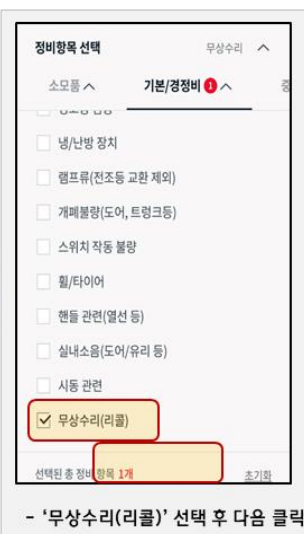 정비항목 선택 무상수리
소모품 기본/경정비 1 중
냉/난방 장치
램프류(전조등 교환 제외)
개폐불량(도어, 트렁크등)
스위치 작동 불량
휠/타이어
핸들 관련(열선 등)
실내소음(도어/유리 등)
시동 관련
무상수리(리콜)
선택된 총 정비 항목 1개 초기화
- '무상수리(리콜)' 선택 후 다음 클릭